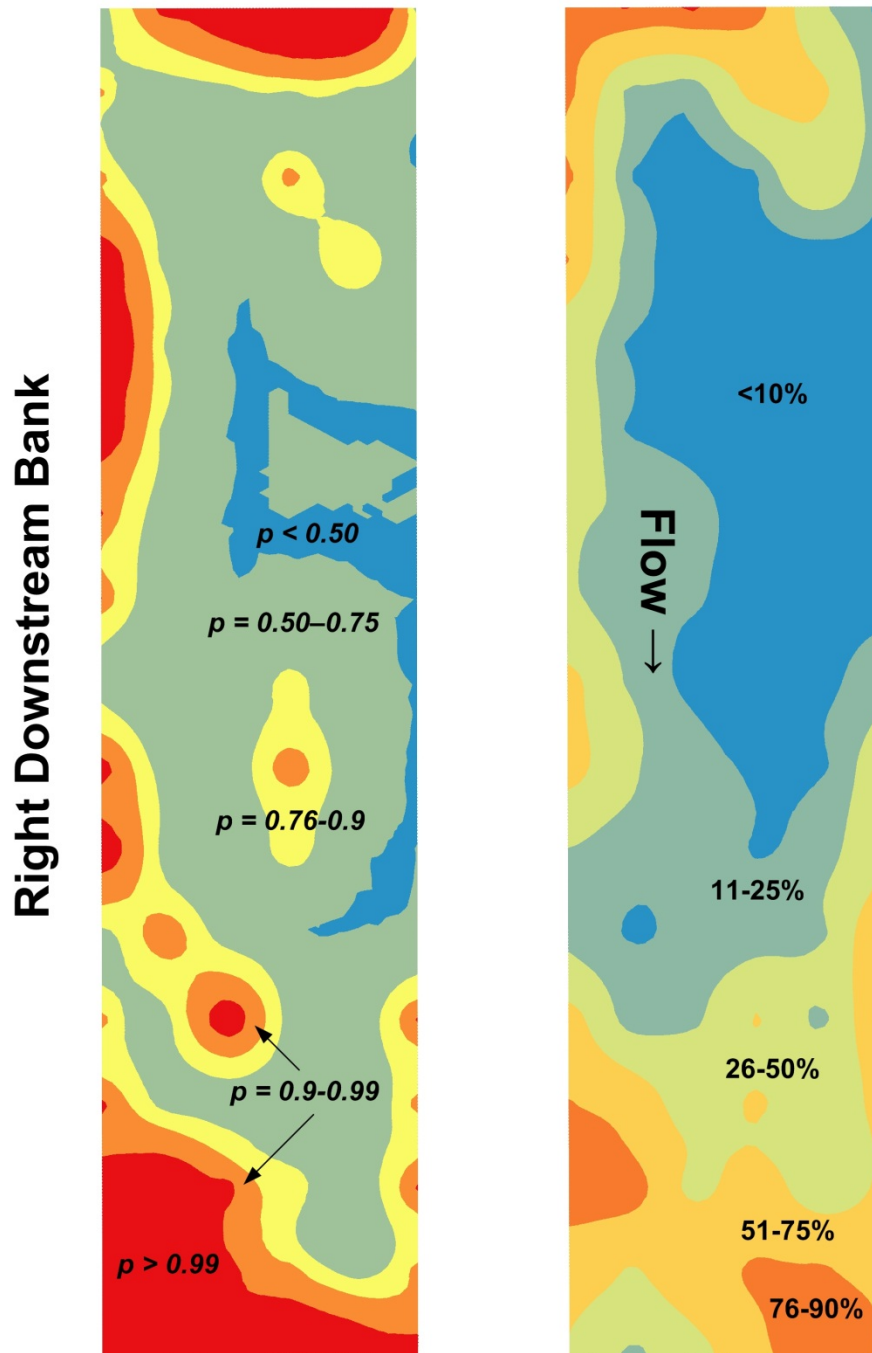 Right Downstream Bank
p < 0.50
p = 0.50–0.75
p = 0.76-0.9
p = 0.9-0.99
p > 0.99
<10%
Flow →
11-25%
26-50%
51-75%
76-90%